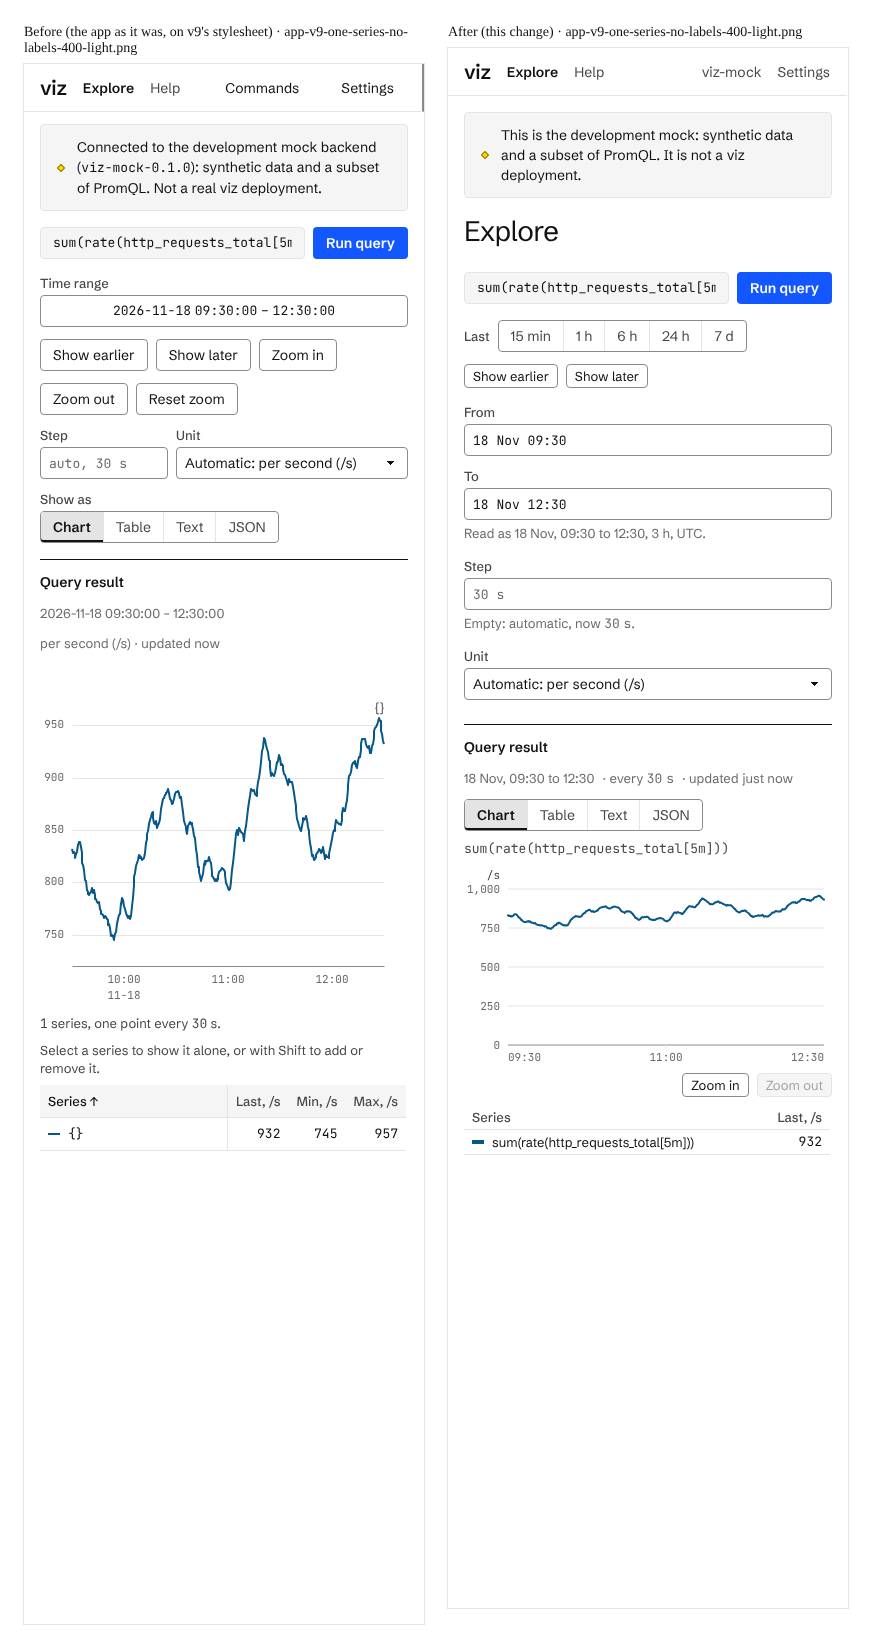 Before (the app as it was, on v9's stylesheet) · app-v9-one-series-no-
labels-400-light.png
viz Explore Help Commands Settings
Connected to the development mock backend
(viz-mock-0.1.0): synthetic data and a subset
of PromQL. Not a real viz deployment.
sum(rate(http_requests_total[5m Run query
Time range
2026-11-18 09:30:00 – 12:30:00
Show earlier Show later Zoom in
Zoom out Reset zoom
Step Unit
auto, 30 s Automatic: per second (/s)
Show as
Chart Table Text JSON
Query result
2026-11-18 09:30:00 – 12:30:00
per second (/s) · updated now
{}
950
900
850
800
750
10:00 11:00 12:00
11-18
1 series, one point every 30 s.
Select a series to show it alone, or with Shift to add or
remove it.
Series ↑ Last, /s Min, /s Max, /s
{} 932 745 957
After (this change) · app-v9-one-series-no-labels-400-light.png
viz Explore Help viz-mock Settings
This is the development mock: synthetic data
and a subset of PromQL. It is not a viz
deployment.
Explore
sum(rate(http_requests_total[5m Run query
Last 15 min 1 h 6 h 24 h 7 d
Show earlier Show later
From
18 Nov 09:30
To
18 Nov 12:30
Read as 18 Nov, 09:30 to 12:30, 3 h, UTC.
Step
30 s
Empty: automatic, now 30 s.
Unit
Automatic: per second (/s)
Query result
18 Nov, 09:30 to 12:30 · every 30 s · updated just now
Chart Table Text JSON
sum(rate(http_requests_total[5m]))
/s
1,000
750
500
250
0
09:30 11:00 12:30
Zoom in Zoom out
Series Last, /s
sum(rate(http_requests_total[5m])) 932